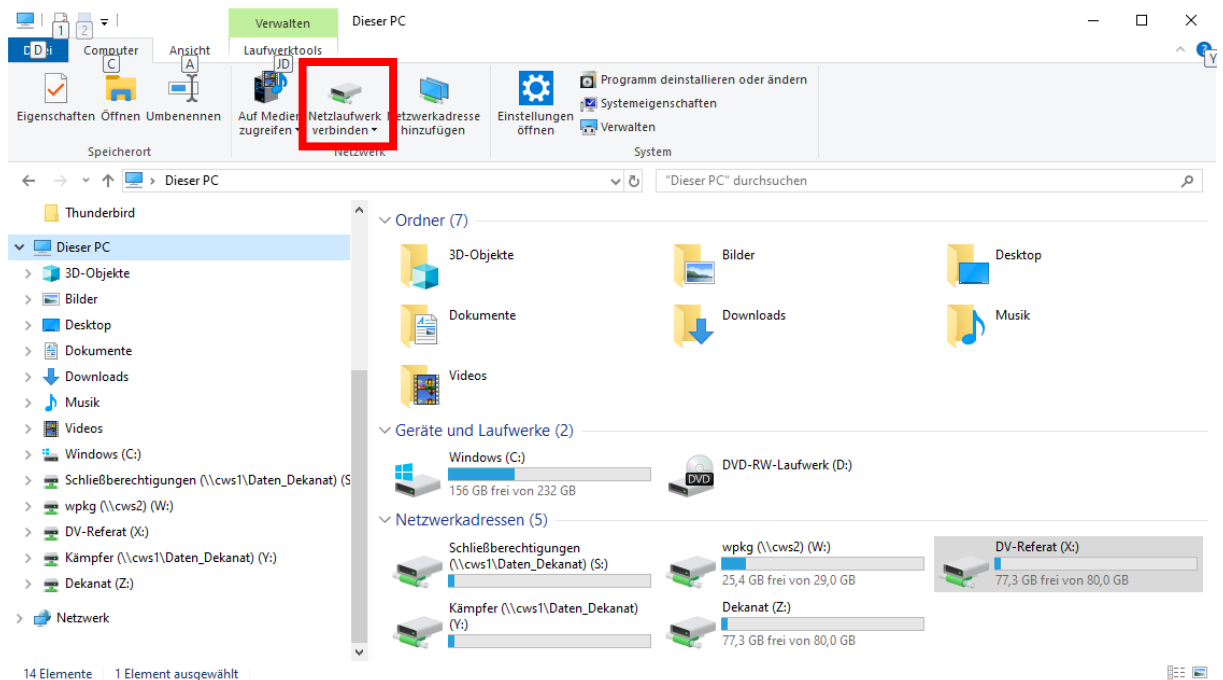 1
2
Verwalten
Dieser PC
D
Computer
Ansicht
Laufwerktools
C
A
JD
Y
Eigenschaften
Öffnen
Umbenennen
Auf Medien
zugreifen
Netzlaufwerk
verbinden
Netzwerkadresse
hinzufügen
Einstellungen
öffnen
Programm deinstallieren oder ändern
Systemeigenschaften
Verwalten
Speicherort
Netzwerk
System
Dieser PC
"Dieser PC" durchsuchen
Thunderbird
Dieser PC
3D-Objekte
Bilder
Desktop
Dokumente
Downloads
Musik
Videos
Windows (C:)
Schließberechtigungen (\\cws1\Daten_Dekanat) (S
wpkg (\\cws2) (W:)
DV-Referat (X:)
Kämpfer (\\cws1\Daten_Dekanat) (Y:)
Dekanat (Z:)
Netzwerk
Ordner (7)
3D-Objekte
Bilder
Desktop
Dokumente
Downloads
Musik
Videos
Geräte und Laufwerke (2)
Windows (C:)
156 GB frei von 232 GB
DVD
DVD-RW-Laufwerk (D:)
Netzwerkadressen (5)
Schließberechtigungen
(\\cws1\Daten_Dekanat) (S:)
wpkg (\\cws2) (W:)
25,4 GB frei von 29,0 GB
DV-Referat (X:)
77,3 GB frei von 80,0 GB
Kämpfer (\\cws1\Daten_Dekanat)
(Y:)
Dekanat (Z:)
77,3 GB frei von 80,0 GB
14 Elemente
1 Element ausgewählt